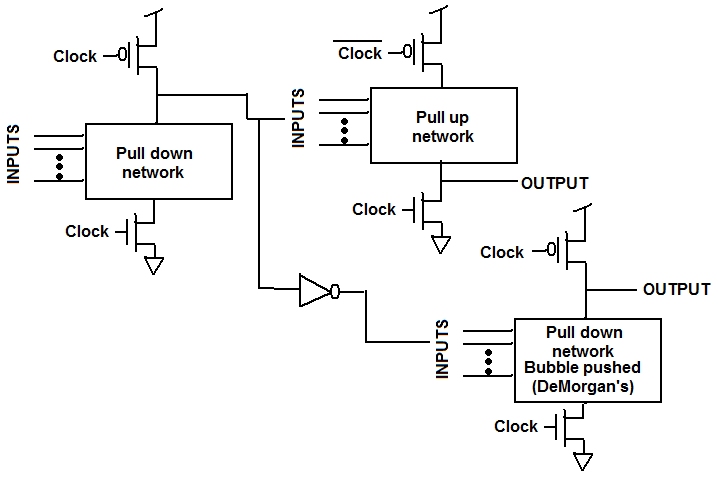 Clock
INPUTS
Pull down
network
Clock
Clock
INPUTS
Pull up
network
Clock
OUTPUT
Clock
OUTPUT
INPUTS
Pull down
network
Bubble pushed
(DeMorgan's)
Clock